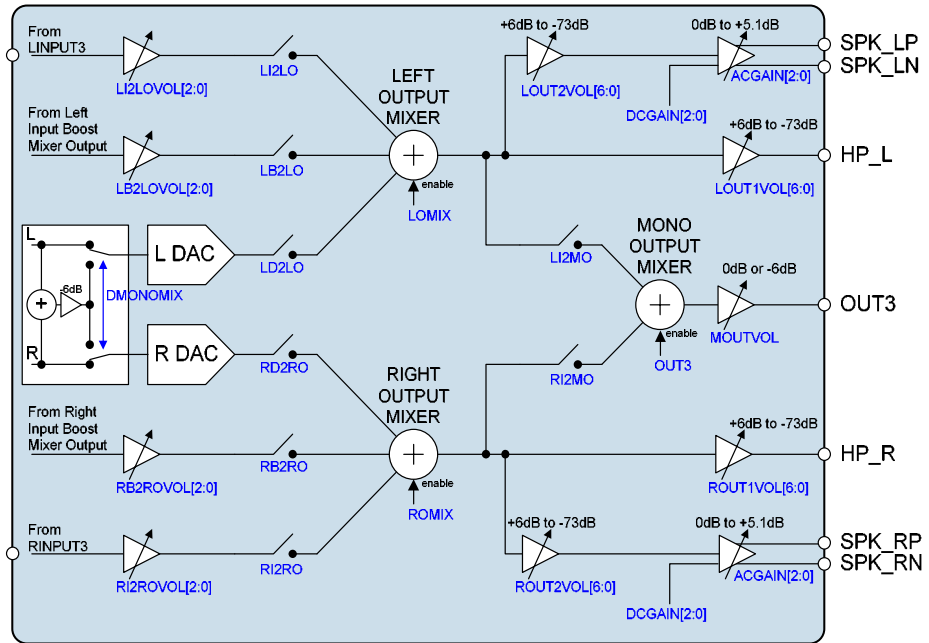 From
LINPUT3
LI2LOVOL[2:0]
LI2LO
+6dB to -73dB
LOUT2VOL[6:0]
0dB to +5.1dB
ACGAIN[2:0]
DCGAIN[2:0]
SPK_LP
SPK_LN
From Left
Input Boost
Mixer Output
LB2LOVOL[2:0]
LB2LO
LEFT
OUTPUT
MIXER
+
enable
LOMIX
+6dB to -73dB
LOUT1VOL[6:0]
HP_L
L
R
+
-6dB
DMONOMIX
L DAC
LD2LO
R DAC
RD2RO
LI2MO
RI2MO
MONO
OUTPUT
MIXER
+
enable
OUT3
0dB or -6dB
MOUTVOL
OUT3
From Right
Input Boost
Mixer Output
RB2ROVOL[2:0]
RB2RO
RIGHT
OUTPUT
MIXER
+
enable
ROMIX
+6dB to -73dB
ROUT1VOL[6:0]
HP_R
From
RINPUT3
RI2ROVOL[2:0]
RI2RO
+6dB to -73dB
ROUT2VOL[6:0]
0dB to +5.1dB
ACGAIN[2:0]
DCGAIN[2:0]
SPK_RP
SPK_RN